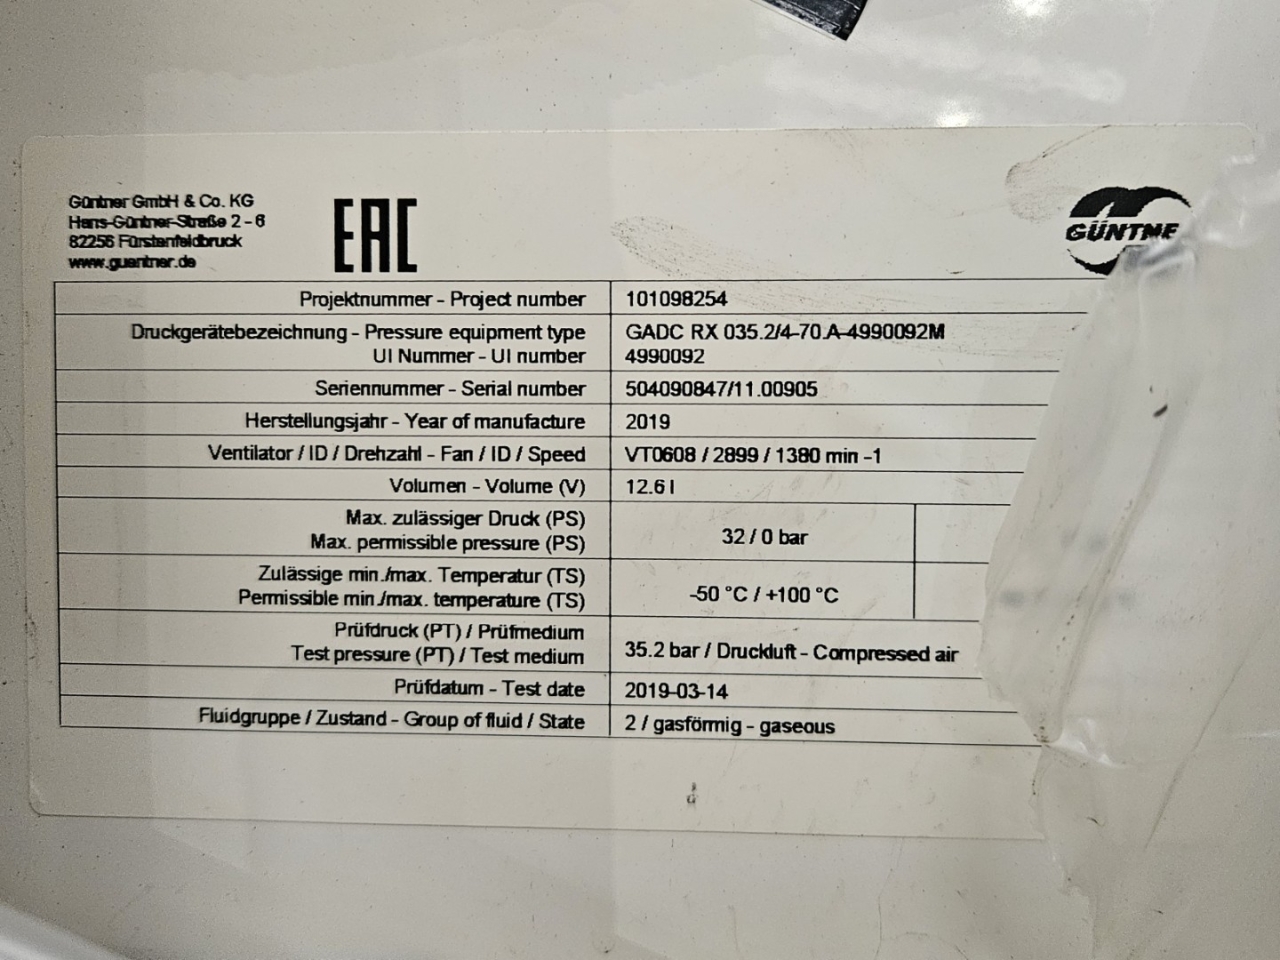 Güntner GmbH & Co. KG
Hans-Güntner-Straße 2 - 6
82256 Fürstenfeldbruck
www.guentner.de
EAC
GÜNTNE
Projektnummer - Project number 101098254
Druckgerätebezeichnung - Pressure equipment type GADC RX 035.2/4-70.A-4990092M
UI Nummer - UI number 4990092
Seriennummer - Serial number 504090847/11.00905
Herstellungsjahr - Year of manufacture 2019
Ventilator / ID / Drehzahl - Fan / ID / Speed VT0608 / 2899 / 1380 min -1
Volumen - Volume (V) 12.6 l
Max. zulässiger Druck (PS)
Max. permissible pressure (PS) 32 / 0 bar
Zulässige min./max. Temperatur (TS)
Permissible min./max. temperature (TS) -50 °C / +100 °C
Prüfdruck (PT) / Prüfmedium
Test pressure (PT) / Test medium 35.2 bar / Druckluft - Compressed air
Prüfdatum - Test date 2019-03-14
Fluidgruppe / Zustand - Group of fluid / State 2 / gasförmig - gaseous